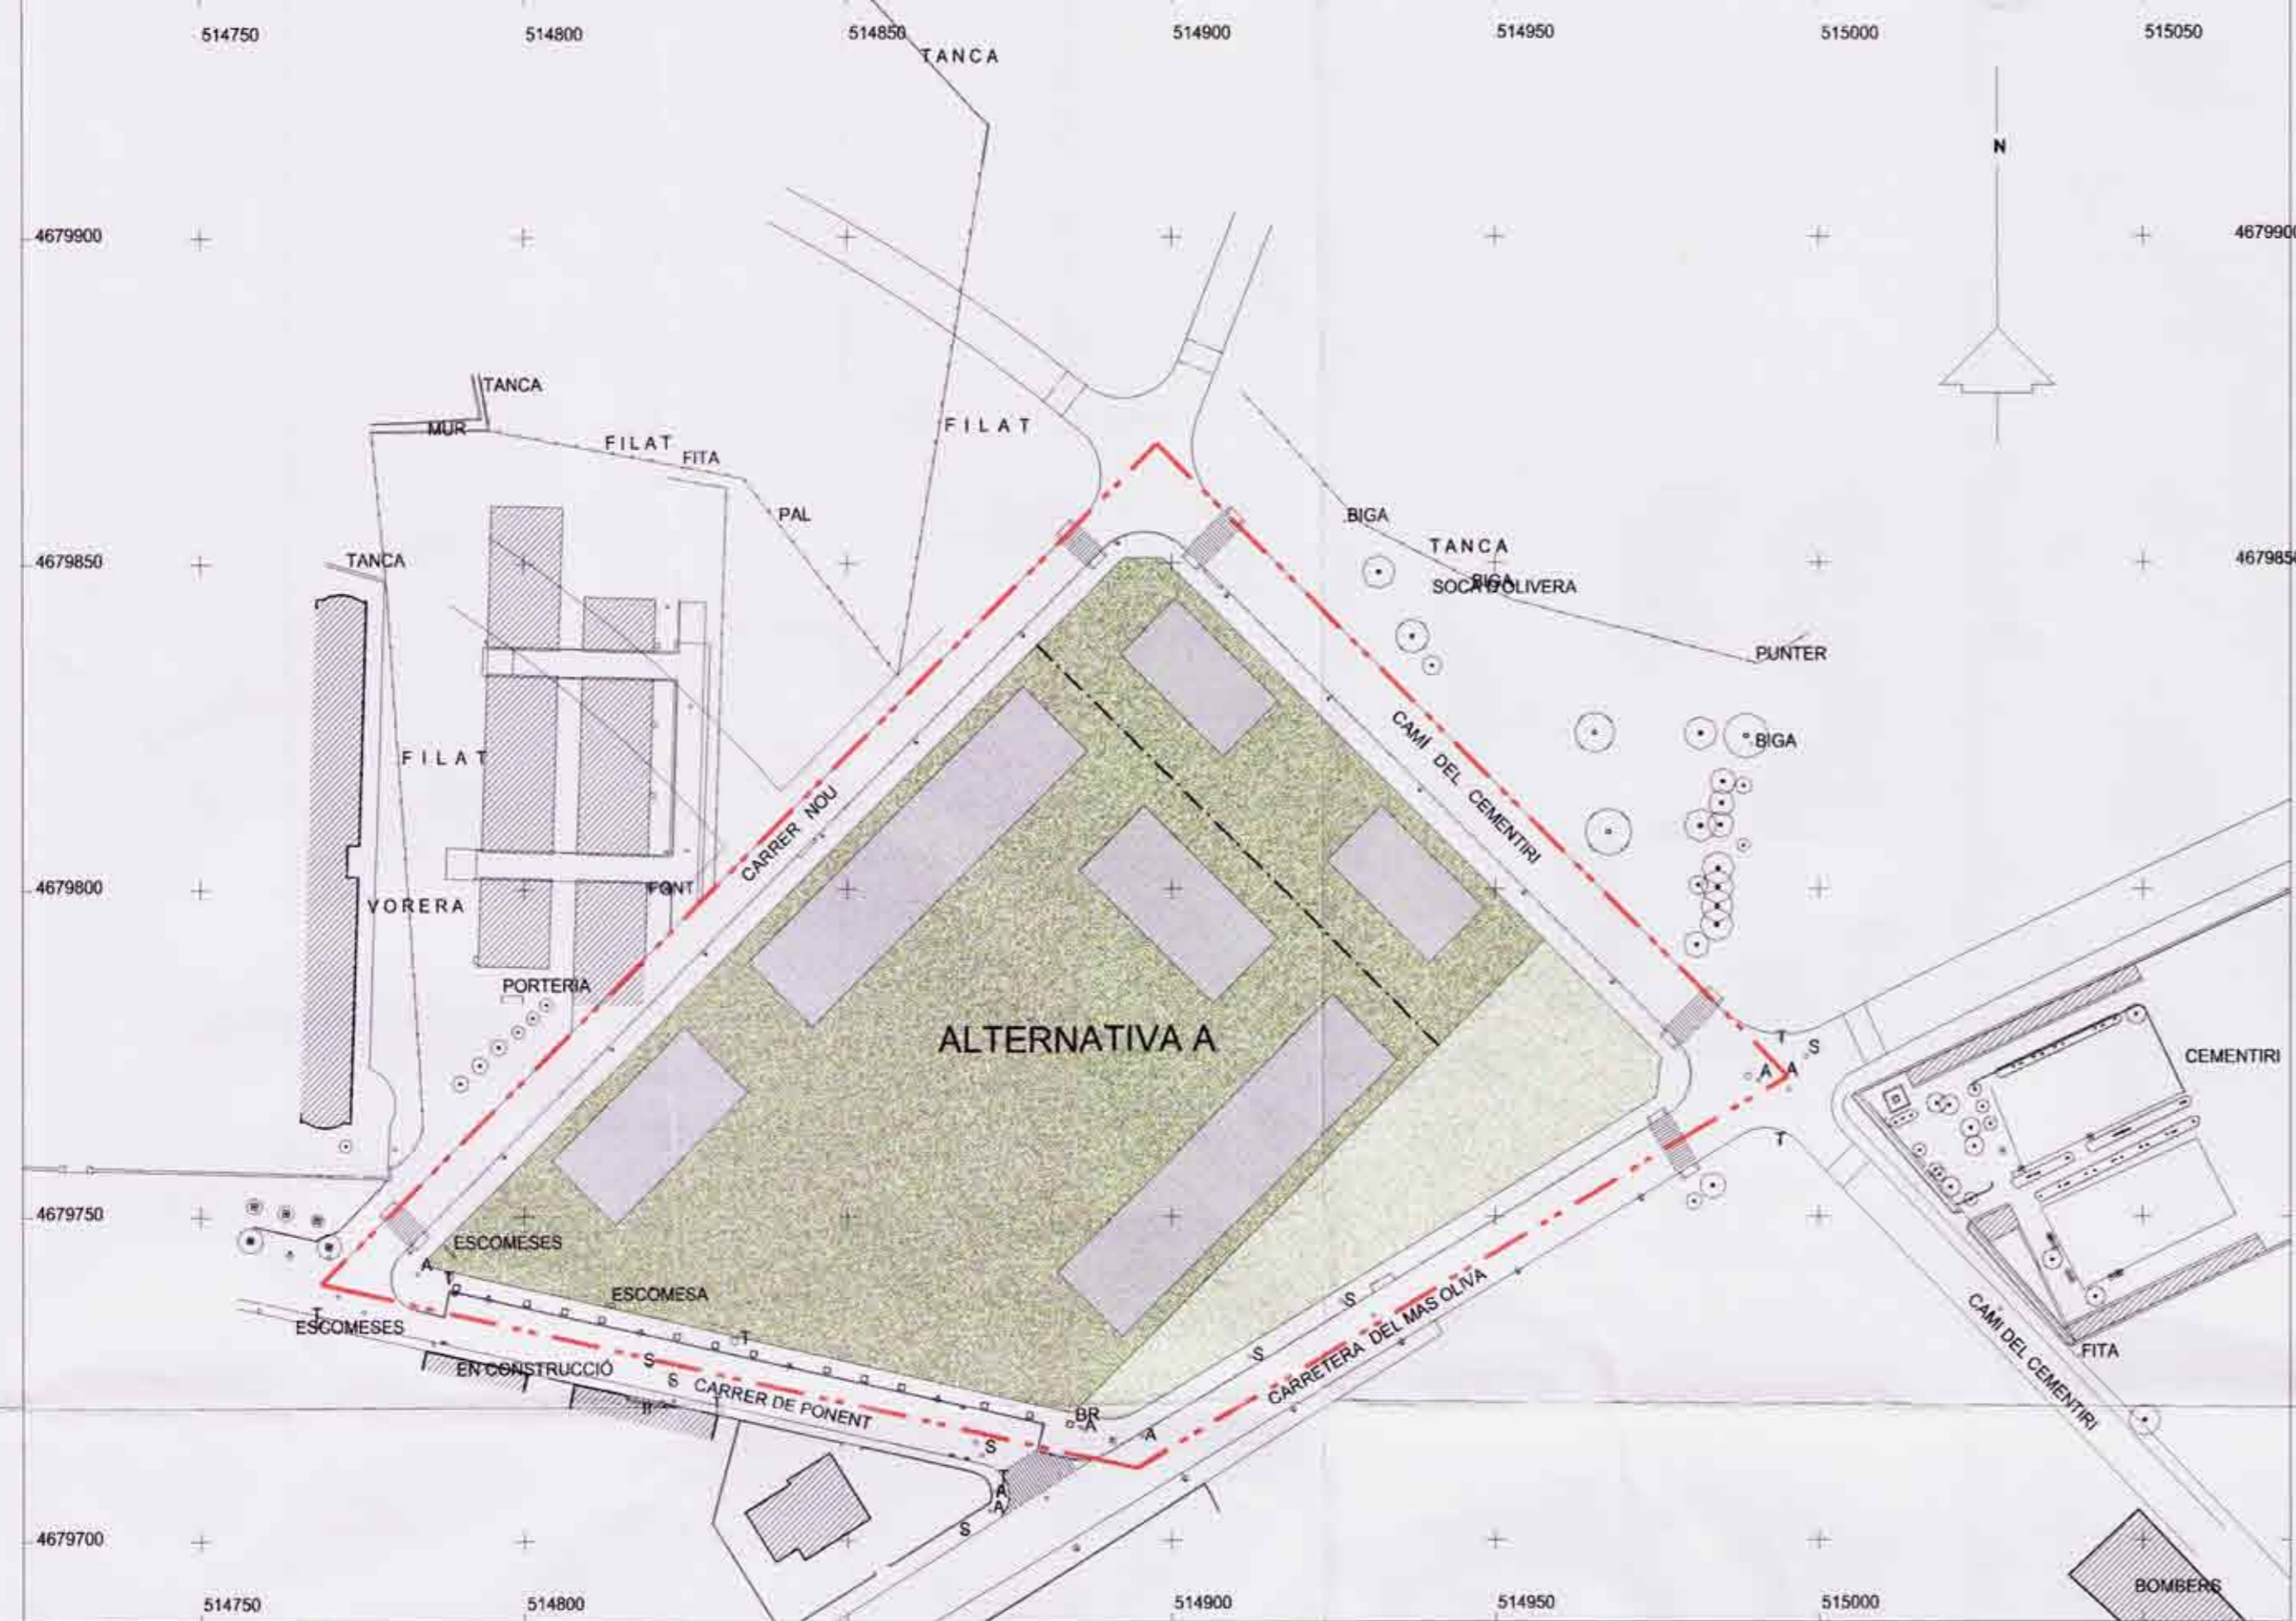 514750
514800
514850
514900
514950
515000
515050
TANCA
N
4679900
4679900
TANCA
MUR
FILAT
FITA
FILAT
PAL
BIGA
TANCA
TANCA
4679850
BIGA
SOCA D'OLIVERA
PUNTER
BIGA
CAMÍ DEL CEMENTIRI
FILAT
CARRER NOU
4679800
FONT
VORERA
PORTERIA
ALTERNATIVA A
T
S
A
A
CEMENTIRI
T
4679750
ESCOMESES
A
T
ESCOMESA
T
ESCOMESES
T
S
S
EN CONSTRUCCIÓ
S
CARRER DE PONENT
S
CARRETERA DEL MAS OLIVA
CAMI DEL CEMENTIRI
FITA
BR
A
A
S
T
A
A
S
4679700
BOMBERS
514750
514800
514900
514950
515000